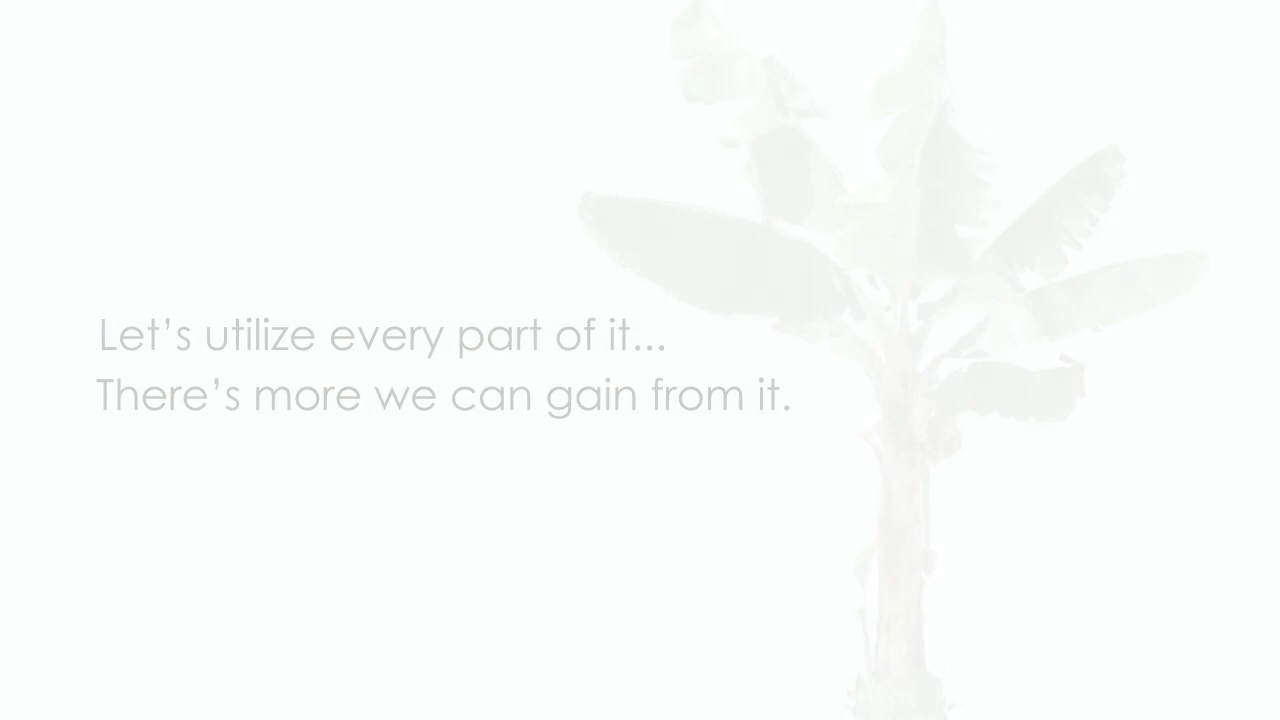 Let’s utilize every part of it...
There’s more we can gain from it.